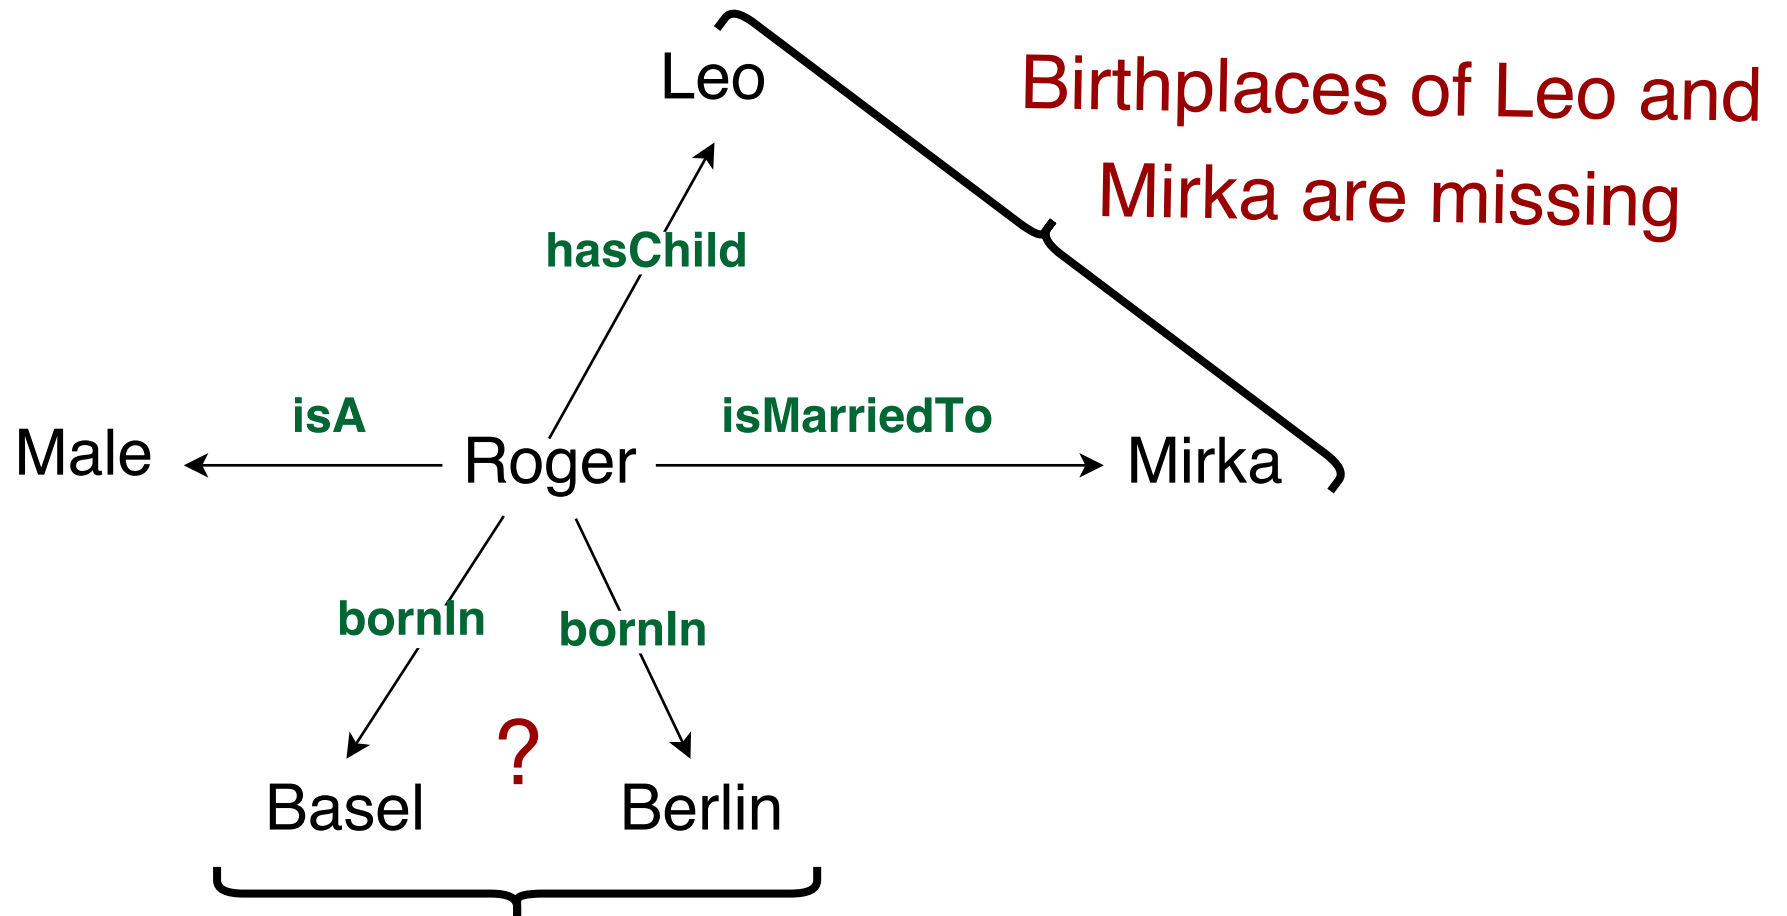 Leo
Birthplaces of Leo and
Mirka are missing
hasChild
isA
isMarriedTo
Male
Roger
Mirka
bornIn
bornIn
?
Basel
Berlin